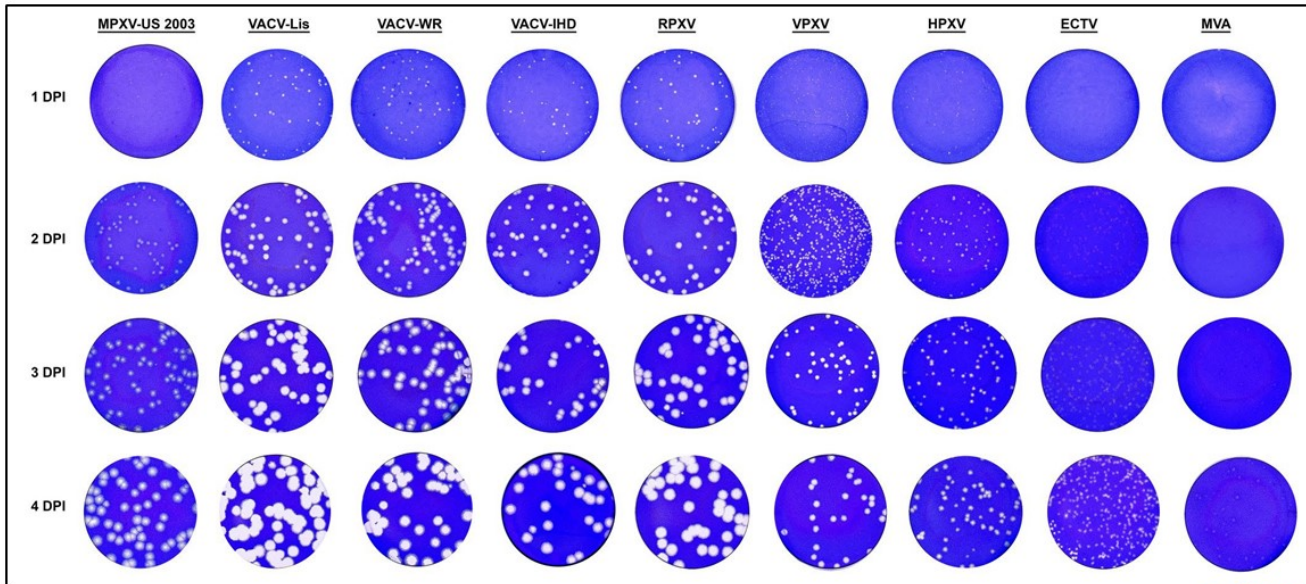 MPXV-US 2003 VACV-Lis VACV-WR VACV-IHD RPXV VPXV HPXV ECTV MVA
1 DPI
2 DPI
3 DPI
4 DPI